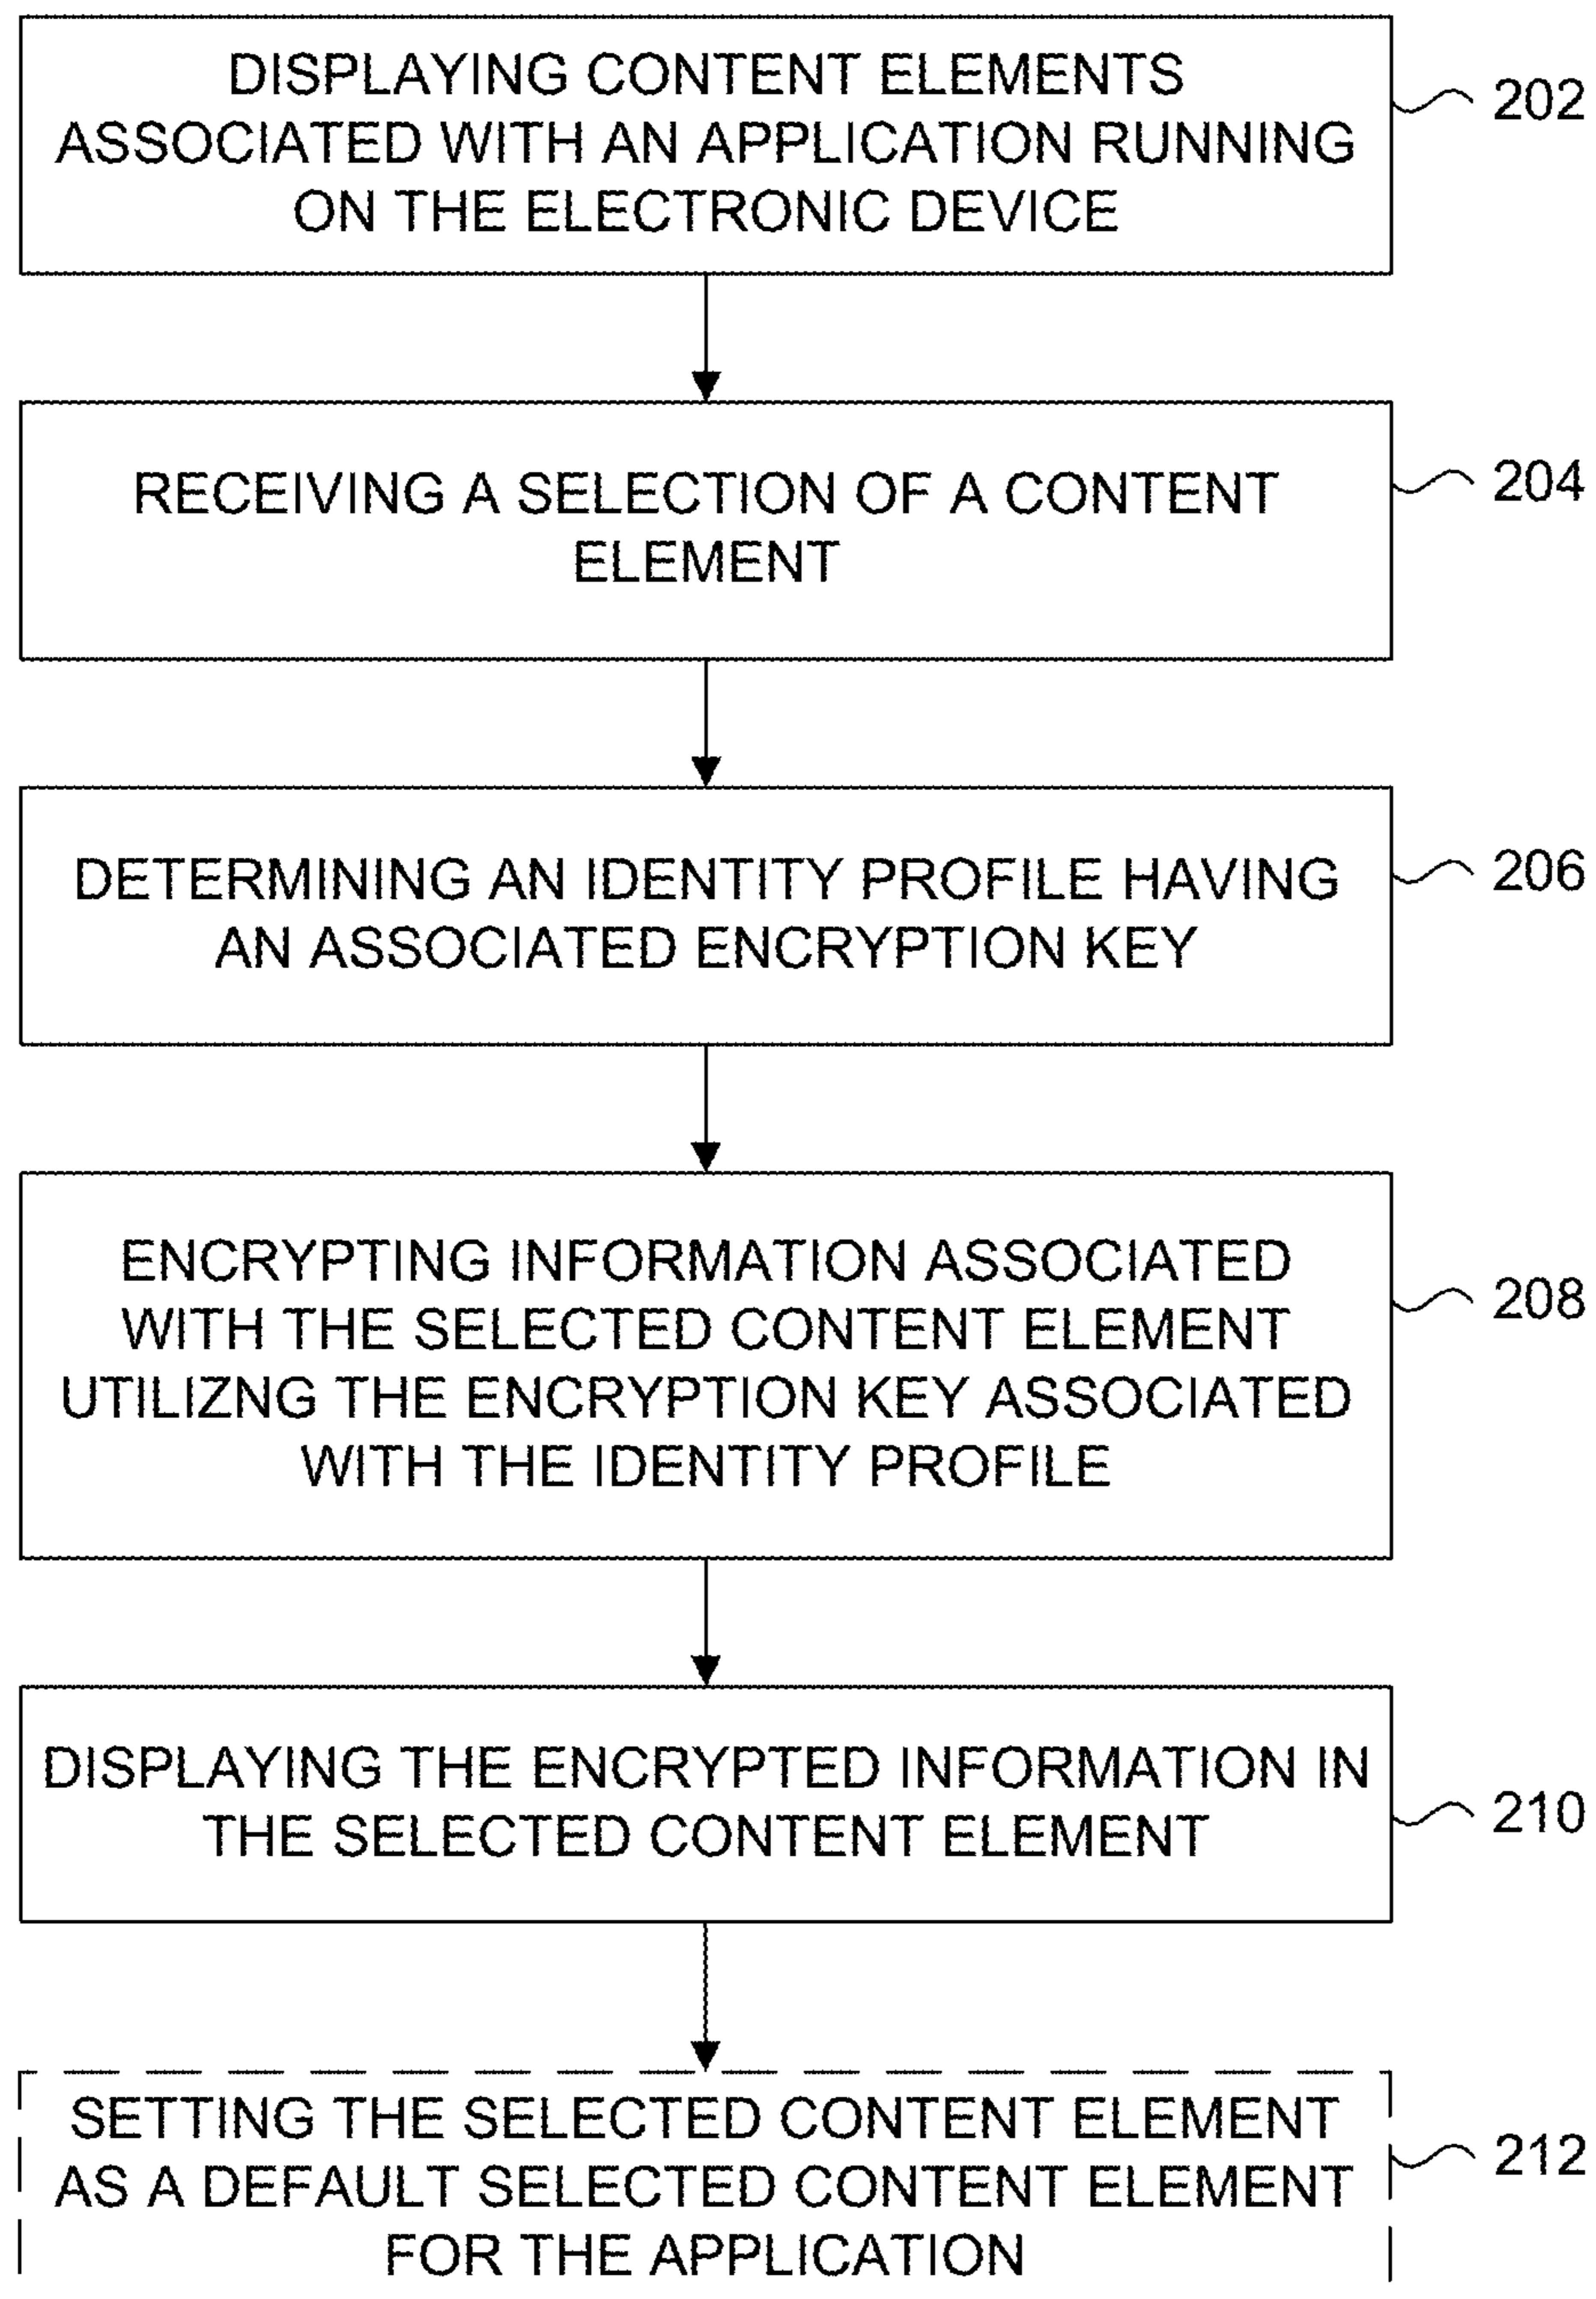 DISPLAYING CONTENT ELEMENTS
ASSOCIATED WITH AN APPLICATION RUNNING
ON THE ELECTRONIC DEVICE
202
RECEIVING A SELECTION OF A CONTENT
ELEMENT
204
DETERMINING AN IDENTITY PROFILE HAVING
AN ASSOCIATED ENCRYPTION KEY
206
ENCRYPTING INFORMATION ASSOCIATED
WITH THE SELECTED CONTENT ELEMENT
UTILIZNG THE ENCRYPTION KEY ASSOCIATED
WITH THE IDENTITY PROFILE
208
DISPLAYING THE ENCRYPTED INFORMATION IN
THE SELECTED CONTENT ELEMENT
210
SETTING THE SELECTED CONTENT ELEMENT
AS A DEFAULT SELECTED CONTENT ELEMENT
FOR THE APPLICATION
212